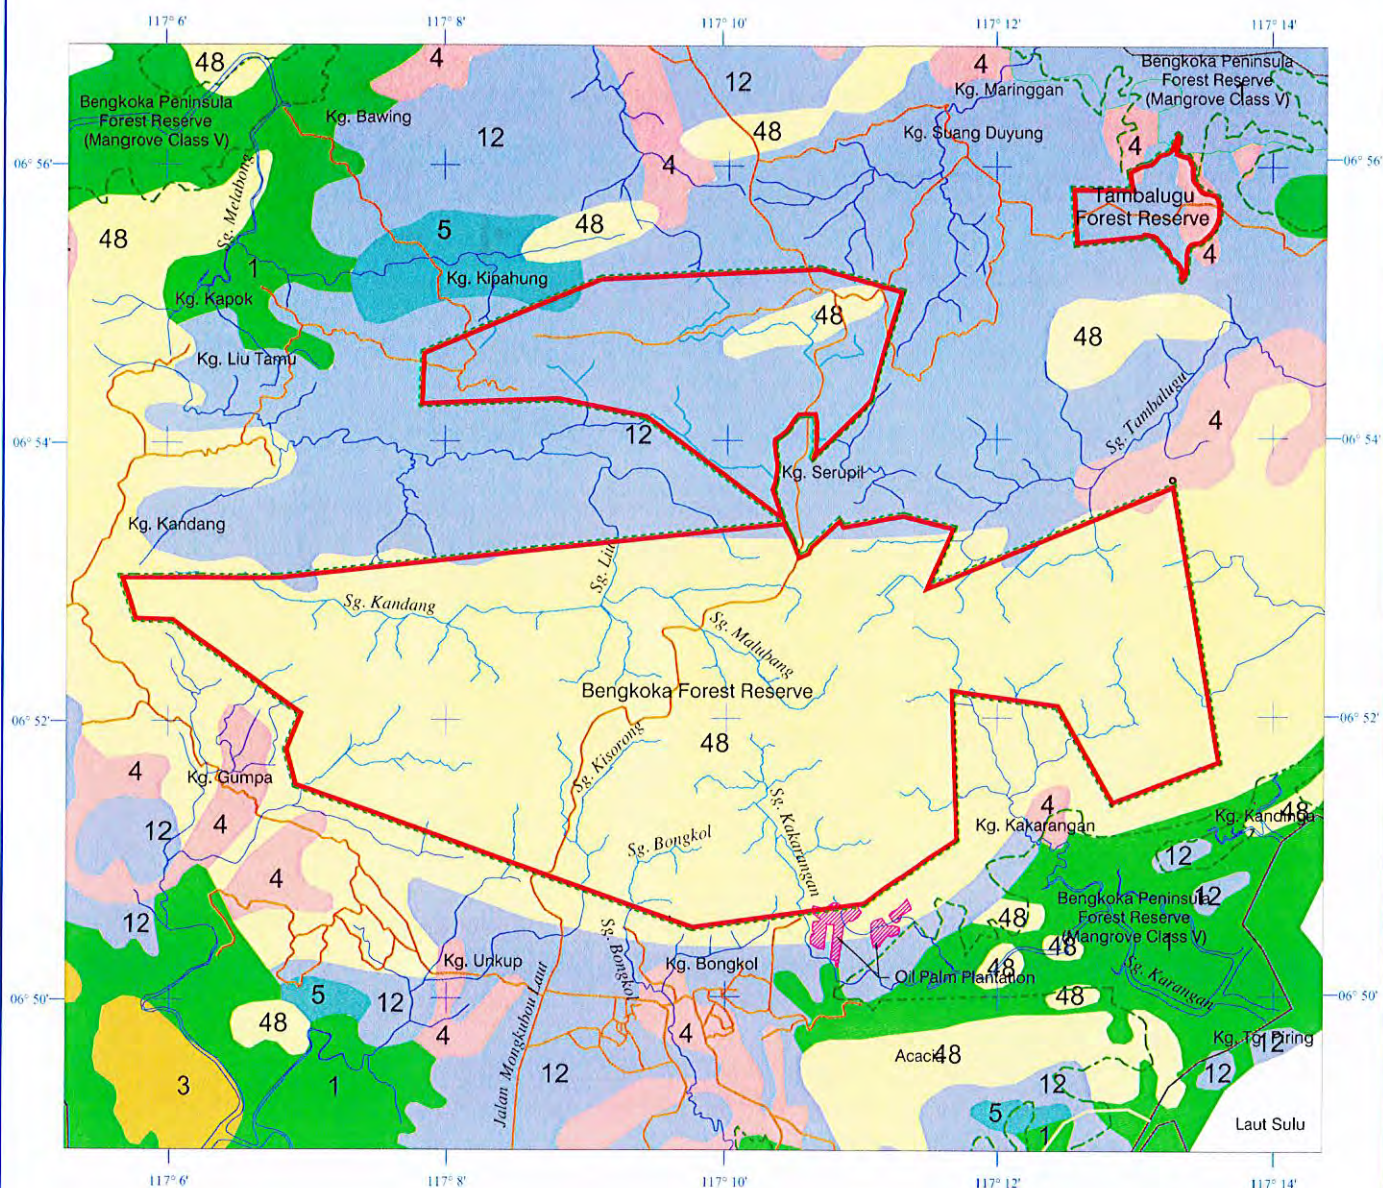 117° 6'
117° 8'
117° 10'
117° 12'
117° 14'
48
4
12
4
Bengkoka Peninsula
Forest Reserve
(Mangrove Class V)
Kg. Maringgan
Bengkoka Peninsula
Forest Reserve
(Mangrove Class V)
Kg. Bawing
12
48
Kg. Suang Duyung
4
4
06° 56'
06° 56'
Sg. Melabong
Tambalugu
Forest Reserve
48
5
48
4
1
Kg. Kipahung
Kg. Kapok
48
48
Kg. Liu Tamu
Sg. Tambalugu
4
06° 54'
12
06° 54'
Kg. Serupil
Kg. Kandang
Sg. Liu
Sg. Kandang
Sg. Malubang
Bengkoka Forest Reserve
06° 52'
48
06° 52'
Sg. Kisorong
4
Kg. Gumpa
Sg. Kakarangan
4
48
Kg. Kandinga
12
4
Kg. Kakarangan
Sg. Bongkol
12
4
12
Bengkoka Peninsula
Forest Reserve
(Mangrove Class V)
12
48
1
48
Sg. Bongkol
Kg. Unkup
Kg. Bongkol
48
Oil Palm Plantation
Sg. Karangan
06° 50'
5
12
48
06° 50'
48
4
4
Kg. Tg. Piring
12
Jalan Mongkubou Laut
Acacia
48
3
1
12
12
12
5
1
Laut Sulu
117° 6'
117° 8'
117° 10'
117° 12'
117° 14'